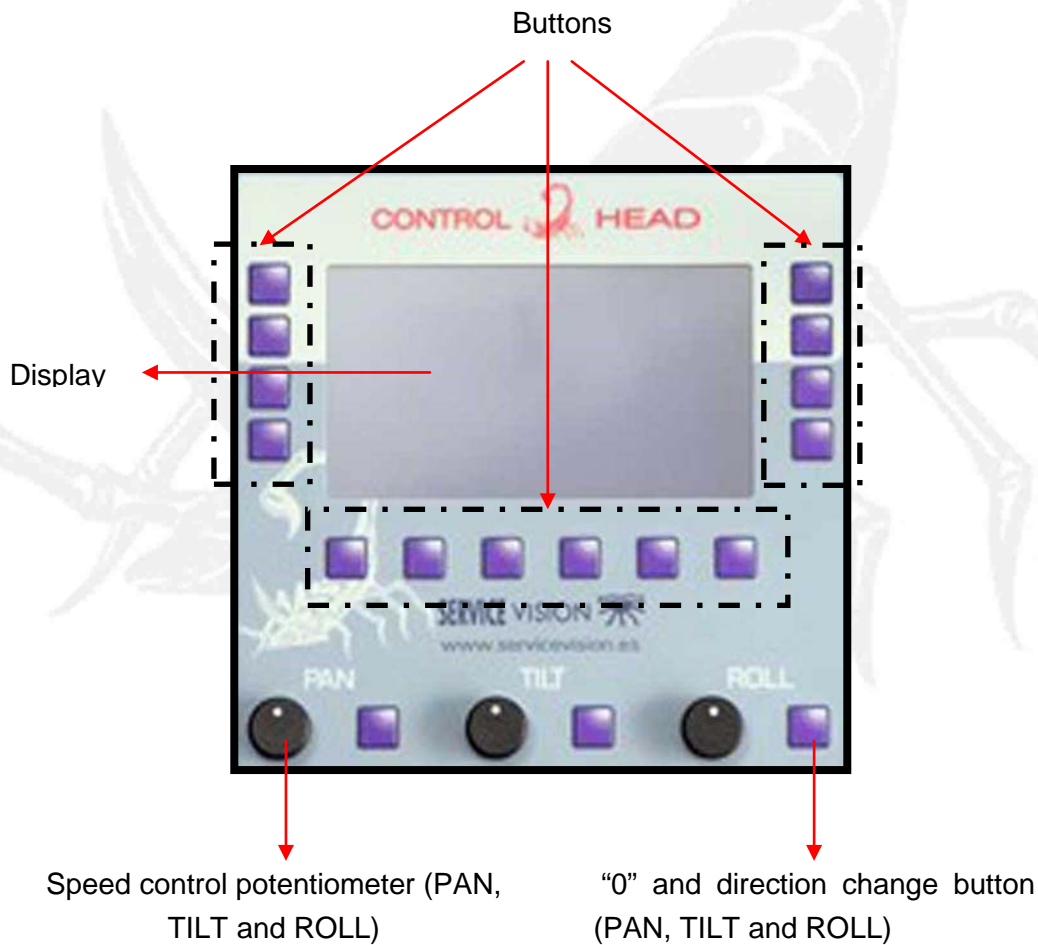 Buttons
CONTROL HEAD
Display
SERVICE VISION
www.servicevision.es
PAN TILT ROLL
Speed control potentiometer (PAN,
TILT and ROLL)
“0” and direction change button
(PAN, TILT and ROLL)